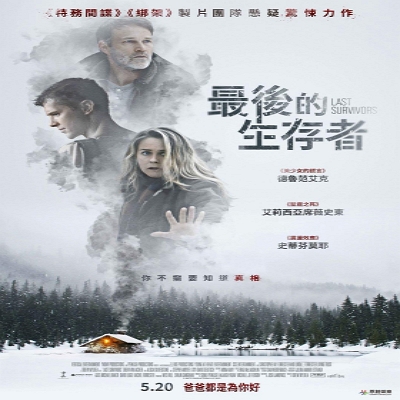 《特務間諜》《綁架》製片團隊懸疑驚悚力作
最後的
LAST
SURVIVORS
生存者
德魯范艾克
艾莉西亞席薇史東
史蒂芬莫耶
你不需要知道真相
5.20 爸爸都是為你好